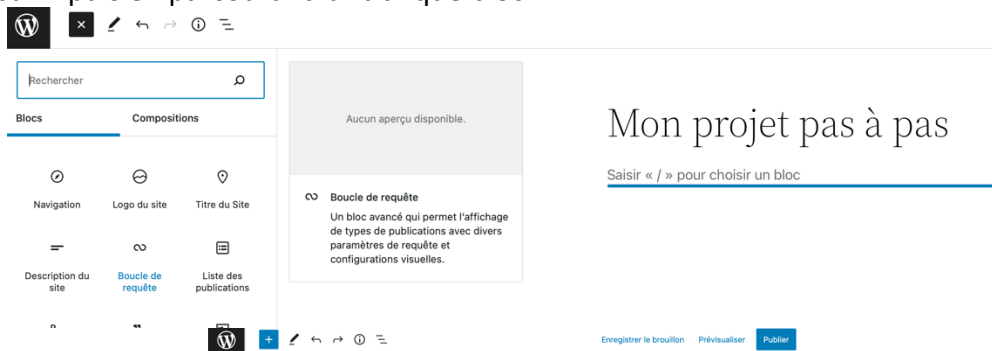 Rechercher
Blocs Compositions
Navigation Logo du site Titre du Site
Description du site Boucle de requête Liste des publications
Aucun aperçu disponible.
Boucle de requête
Un bloc avancé qui permet l'affichage
de types de publications avec divers
paramètres de requête et
configurations visuelles.
Mon projet pas à pas
Saisir « / » pour choisir un bloc
Enregistrer le brouillon Prévisualiser Publier